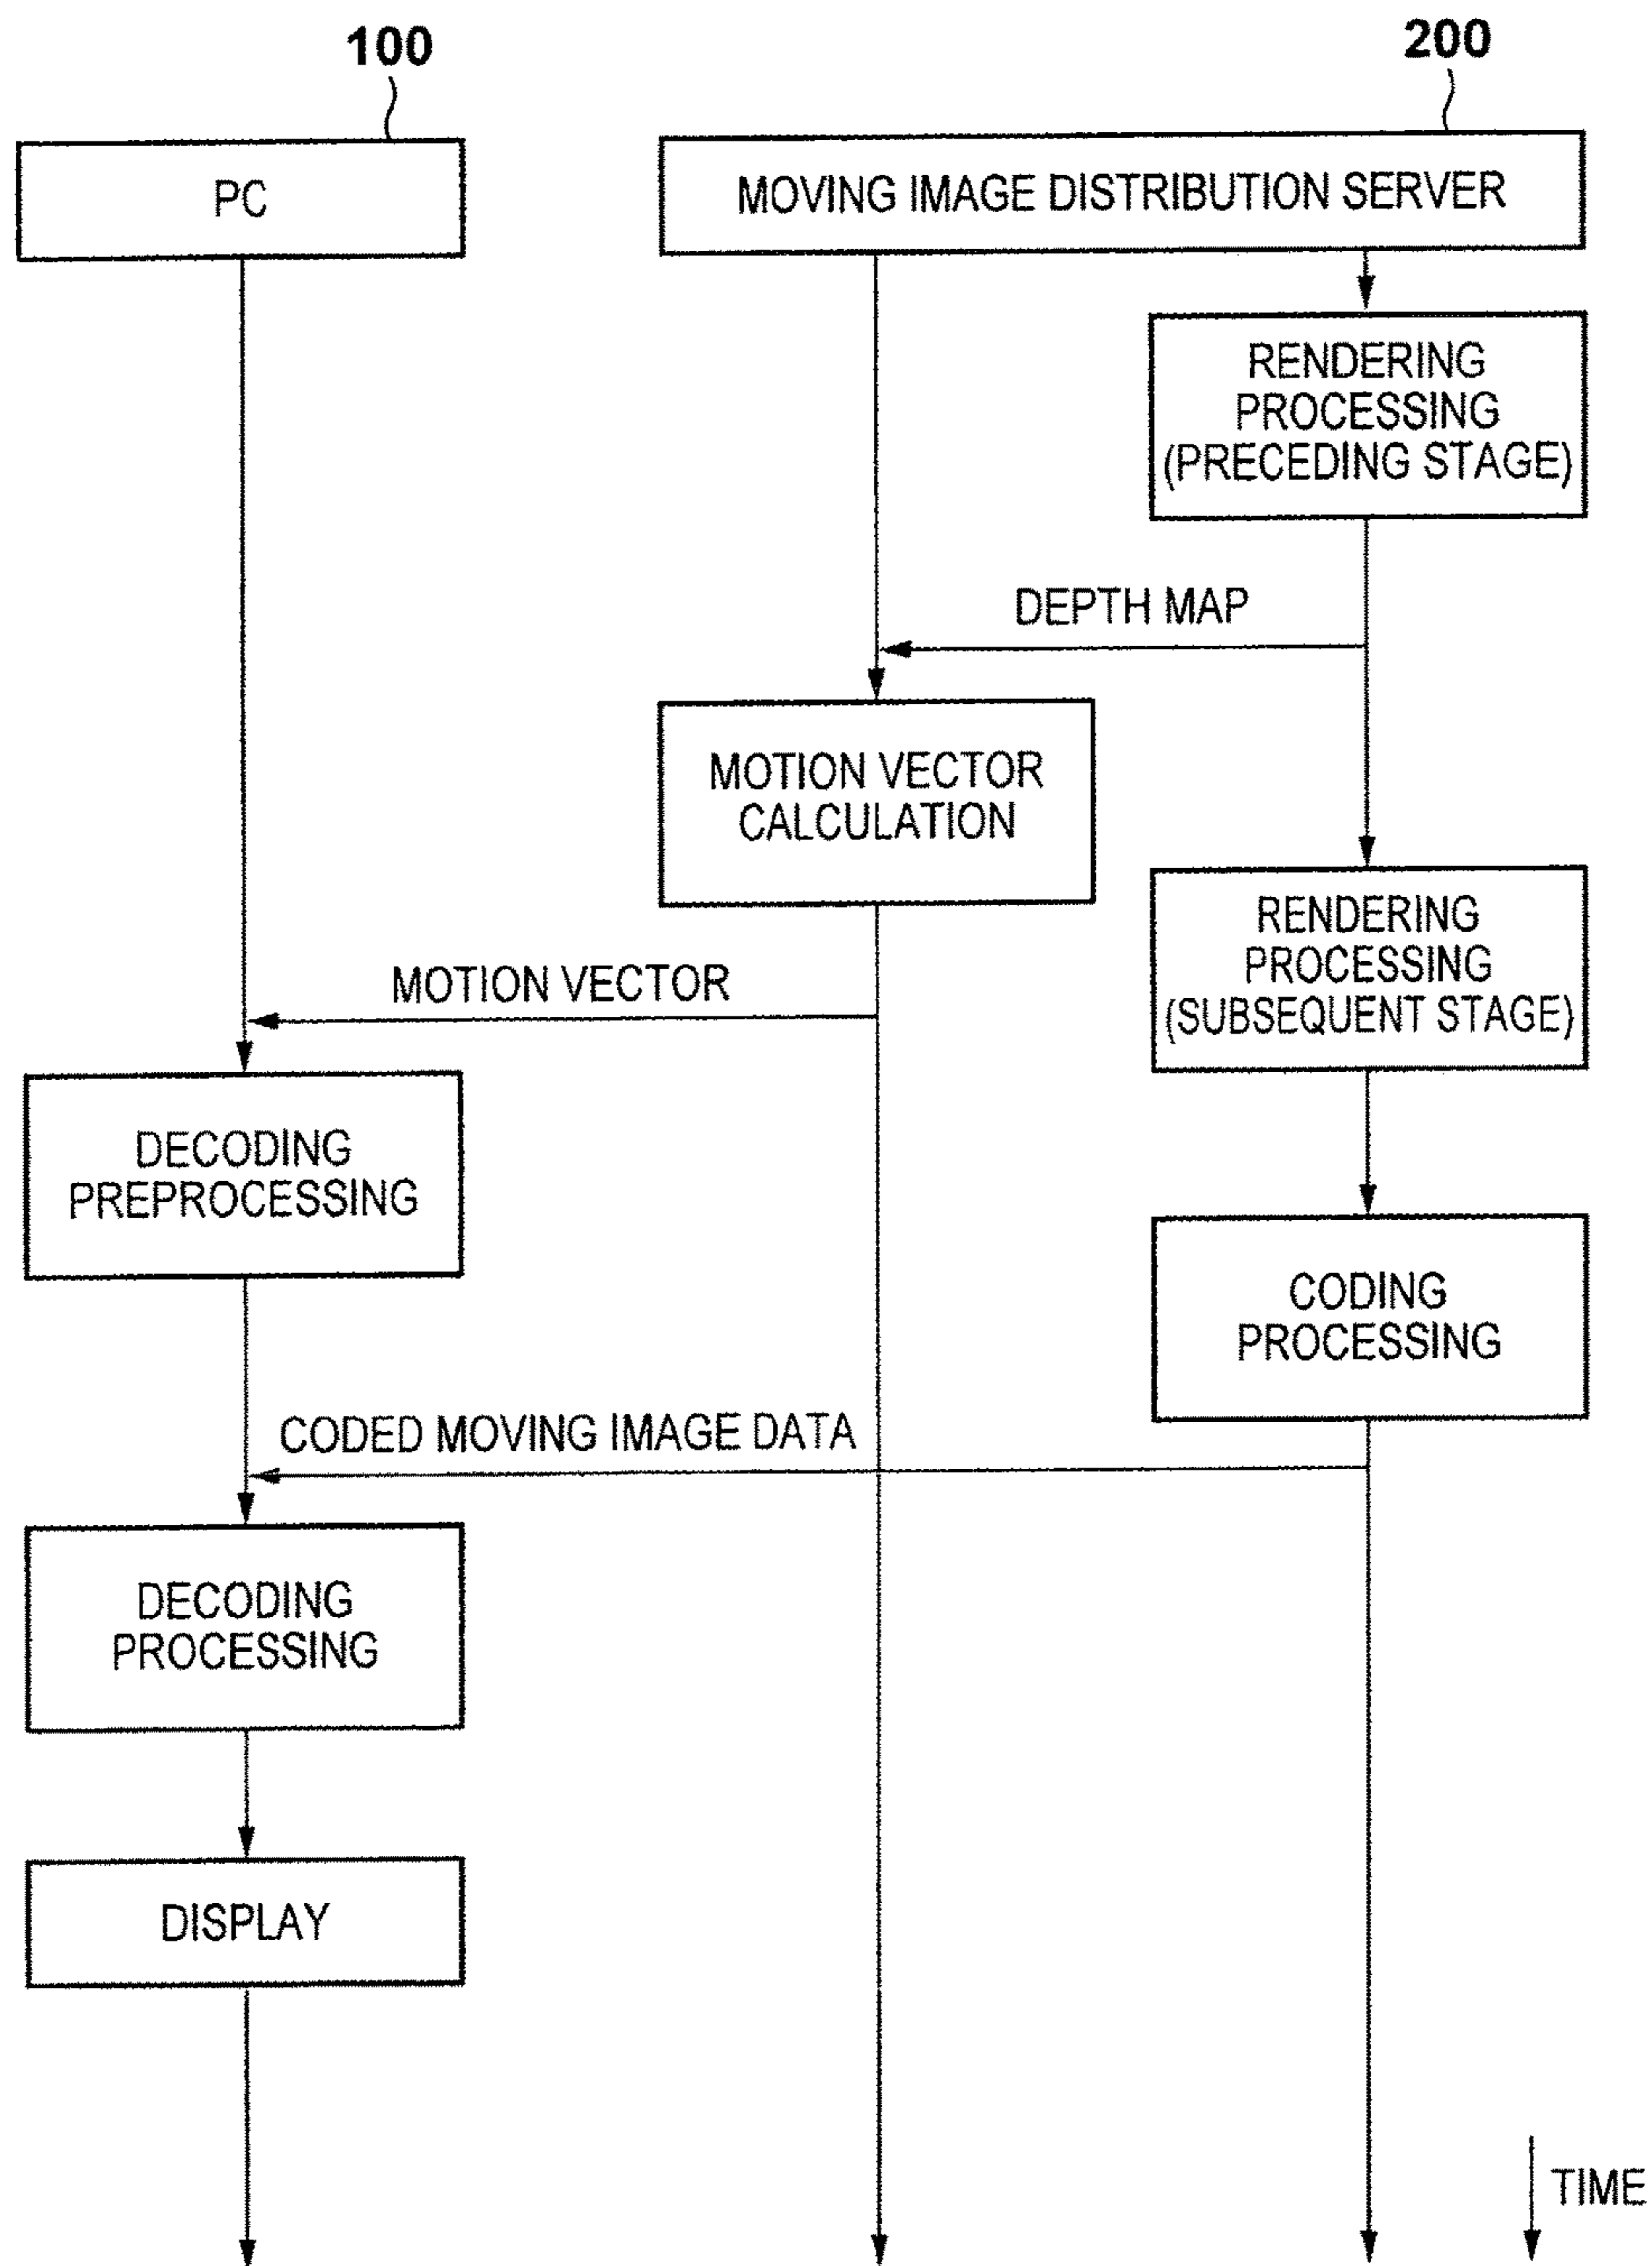 100
200
PC
MOVING IMAGE DISTRIBUTION SERVER
RENDERING
PROCESSING
(PRECEDING STAGE)
DEPTH MAP
MOTION VECTOR
CALCULATION
RENDERING
PROCESSING
(SUBSEQUENT STAGE)
MOTION VECTOR
DECODING
PREPROCESSING
CODING
PROCESSING
CODED MOVING IMAGE DATA
DECODING
PROCESSING
DISPLAY
TIME